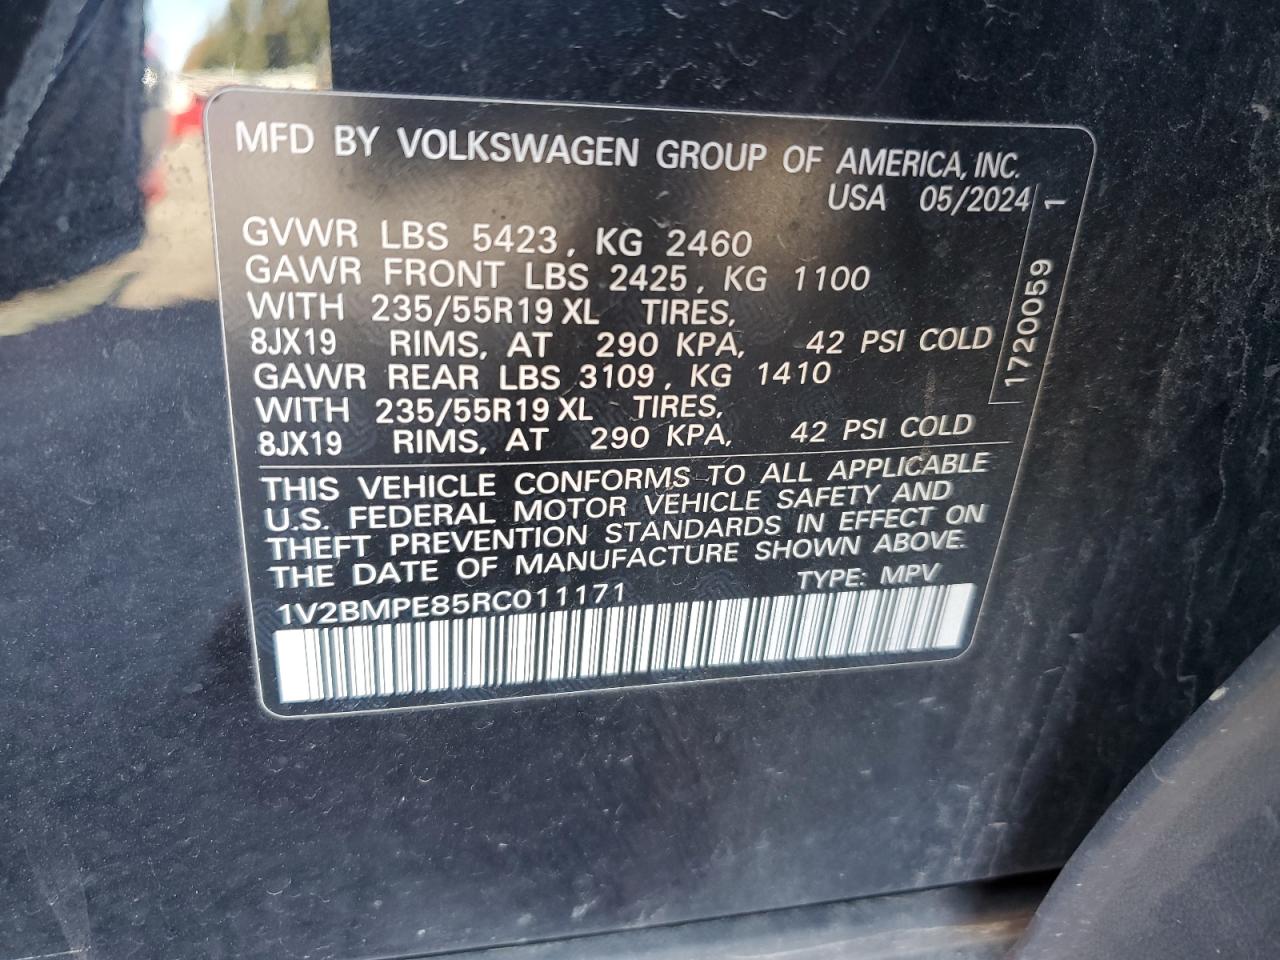 MFD BY VOLKSWAGEN GROUP OF AMERICA, INC.
USA 05/2024
GVWR LBS 5423, KG 2460
GAWR FRONT LBS 2425, KG 1100
WITH 235/55R19 XL TIRES,
8JX19 RIMS, AT 290 KPA, 42 PSI COLD
GAWR REAR LBS 3109, KG 1410
WITH 235/55R19 XL TIRES,
8JX19 RIMS, AT 290 KPA, 42 PSI COLD
1720059 1
THIS VEHICLE CONFORMS TO ALL APPLICABLE
U.S. FEDERAL MOTOR VEHICLE SAFETY AND
THEFT PREVENTION STANDARDS IN EFFECT ON
THE DATE OF MANUFACTURE SHOWN ABOVE.
1V2BMPE85RC011171 TYPE: MPV